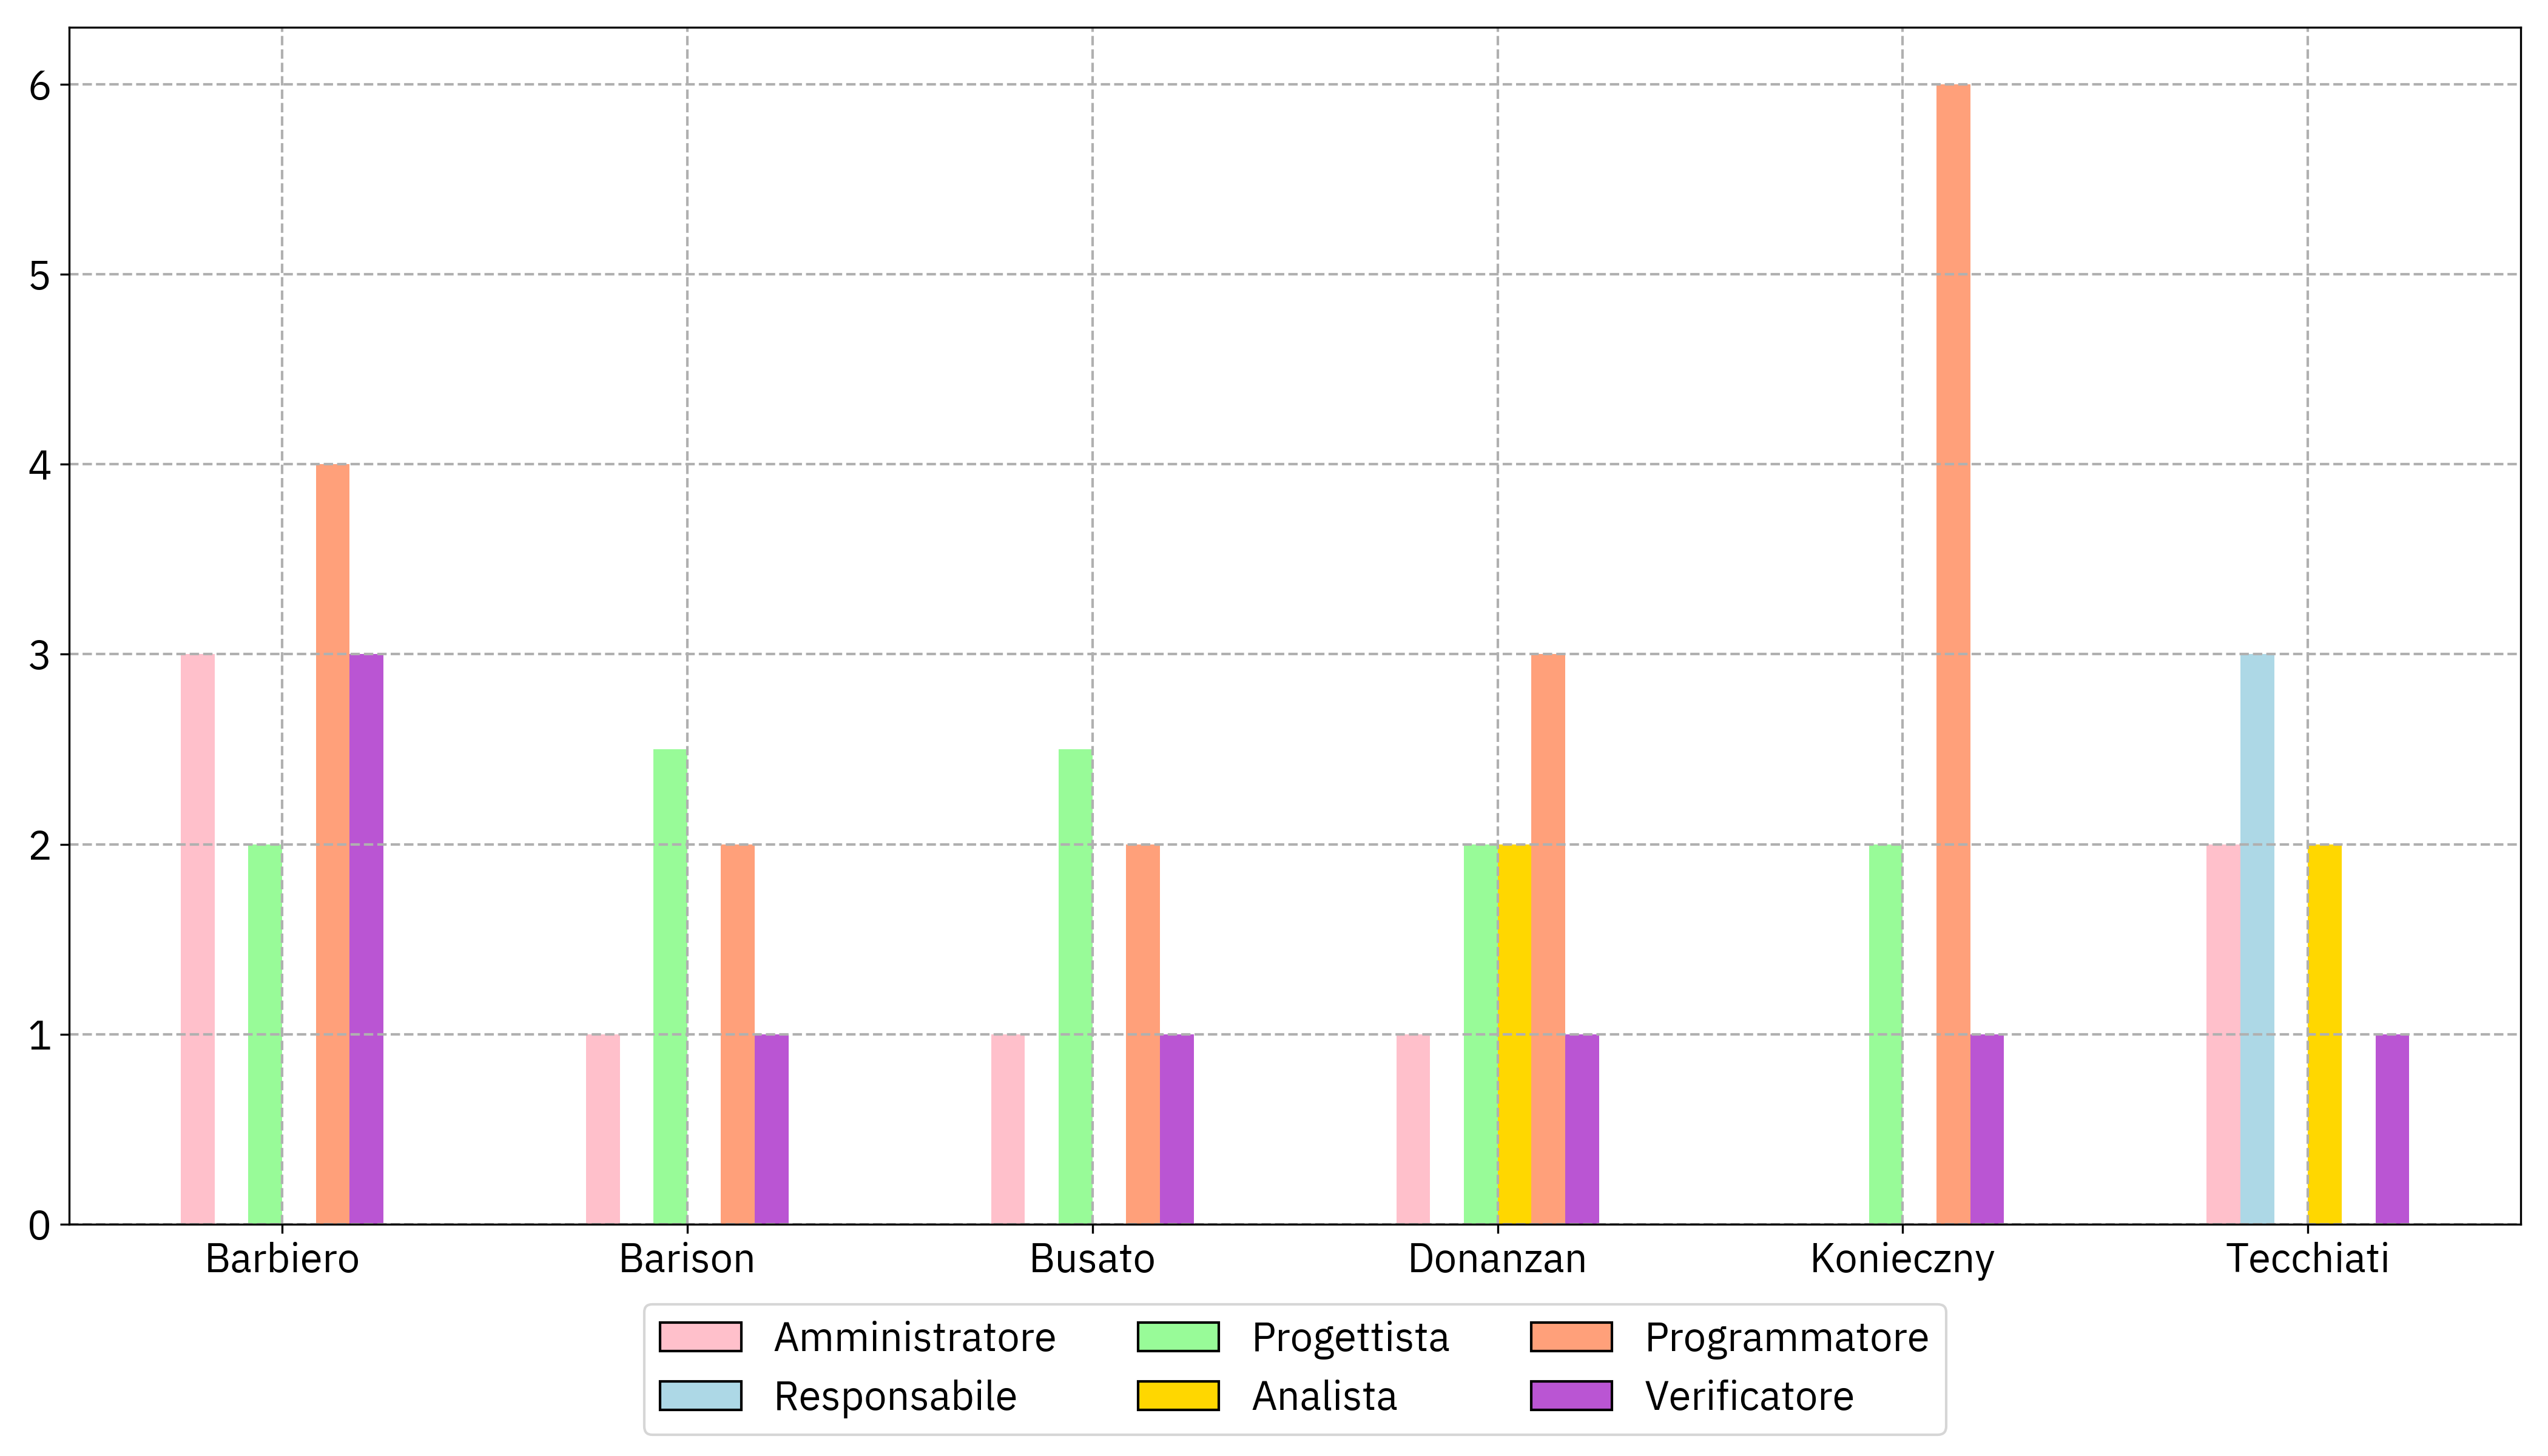 6
5
4
3
2
1
0
Barbiero Barison Busato Donanzan Konieczny Tecchiati
Amministratore Progettista Programmatore
Responsabile Analista Verificatore